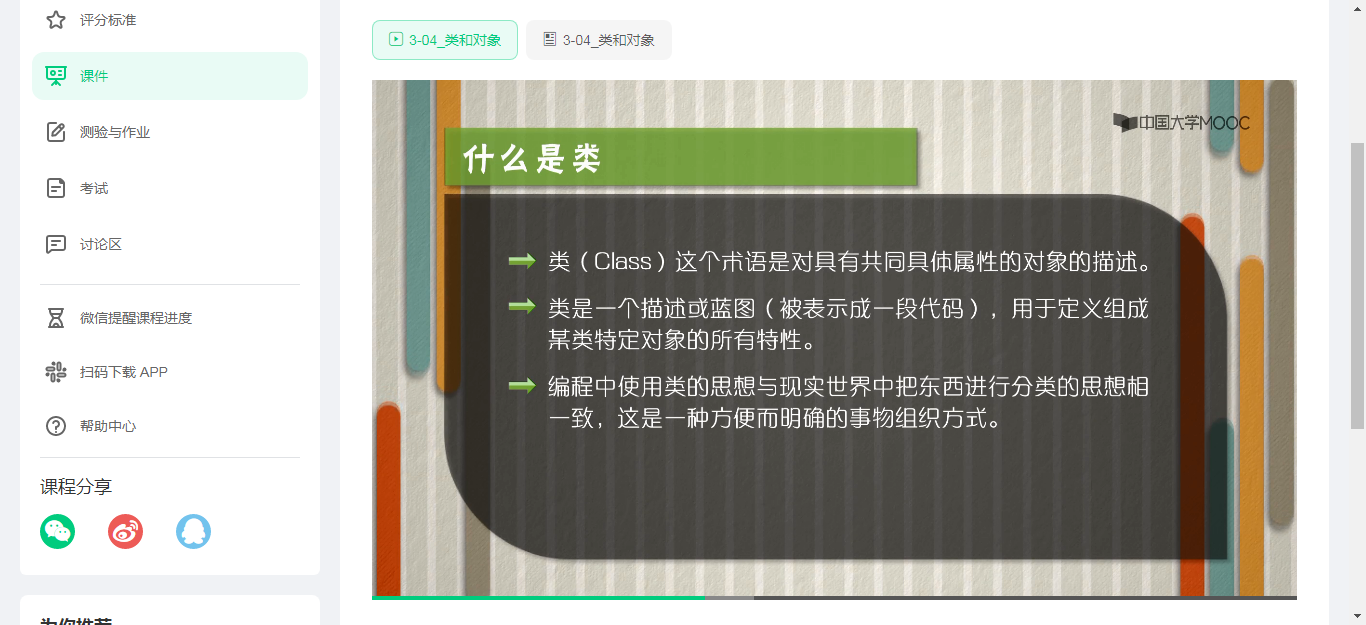 评分标准
课件
测验与作业
考试
讨论区
微信提醒课程进度
扫码下载 APP
帮助中心
课程分享
为你推荐
3-04_类和对象
3-04_类和对象
中国大学MOOC
什么是类
类（Class）这个术语是对具有共同具体属性的对象的描述。
类是一个描述或蓝图（被表示成一段代码），用于定义组成
某类特定对象的所有特性。
编程中使用类的思想与现实世界中把东西进行分类的思想相
一致，这是一种方便而明确的事物组织方式。